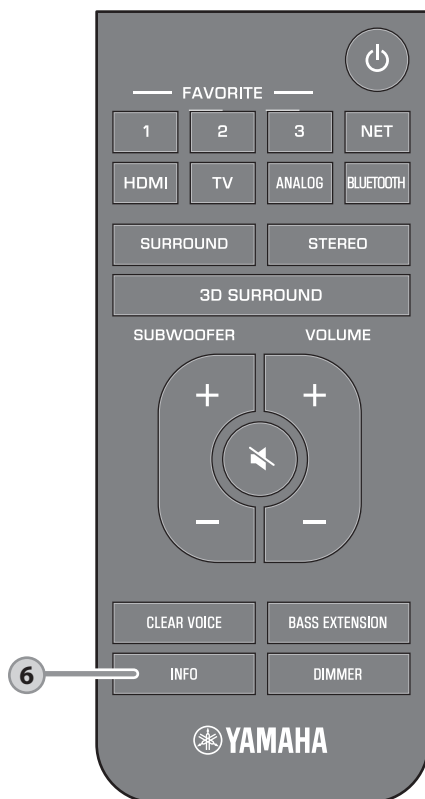 FAVORITE
1 2 3 NET
HDMI TV ANALOG BLUETOOTH
SURROUND STEREO
3D SURROUND
SUBWOOFER VOLUME
+ +
- -
CLEAR VOICE BASS EXTENSION
6 INFO DIMMER
YAMAHA